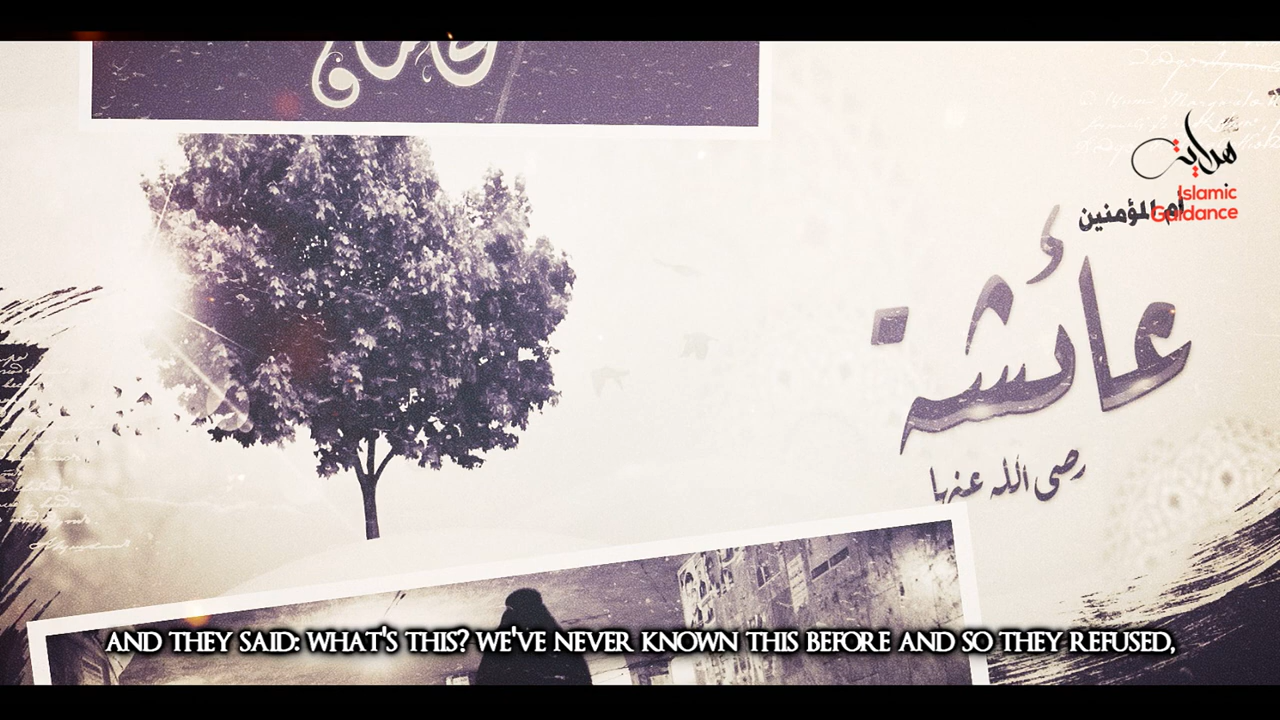 هداية
Islamic
Guidance
أم المؤمنين
عائشة
رضى الله عنها
AND THEY SAID: WHAT'S THIS? WE'VE NEVER KNOWN THIS BEFORE AND SO THEY REFUSED,